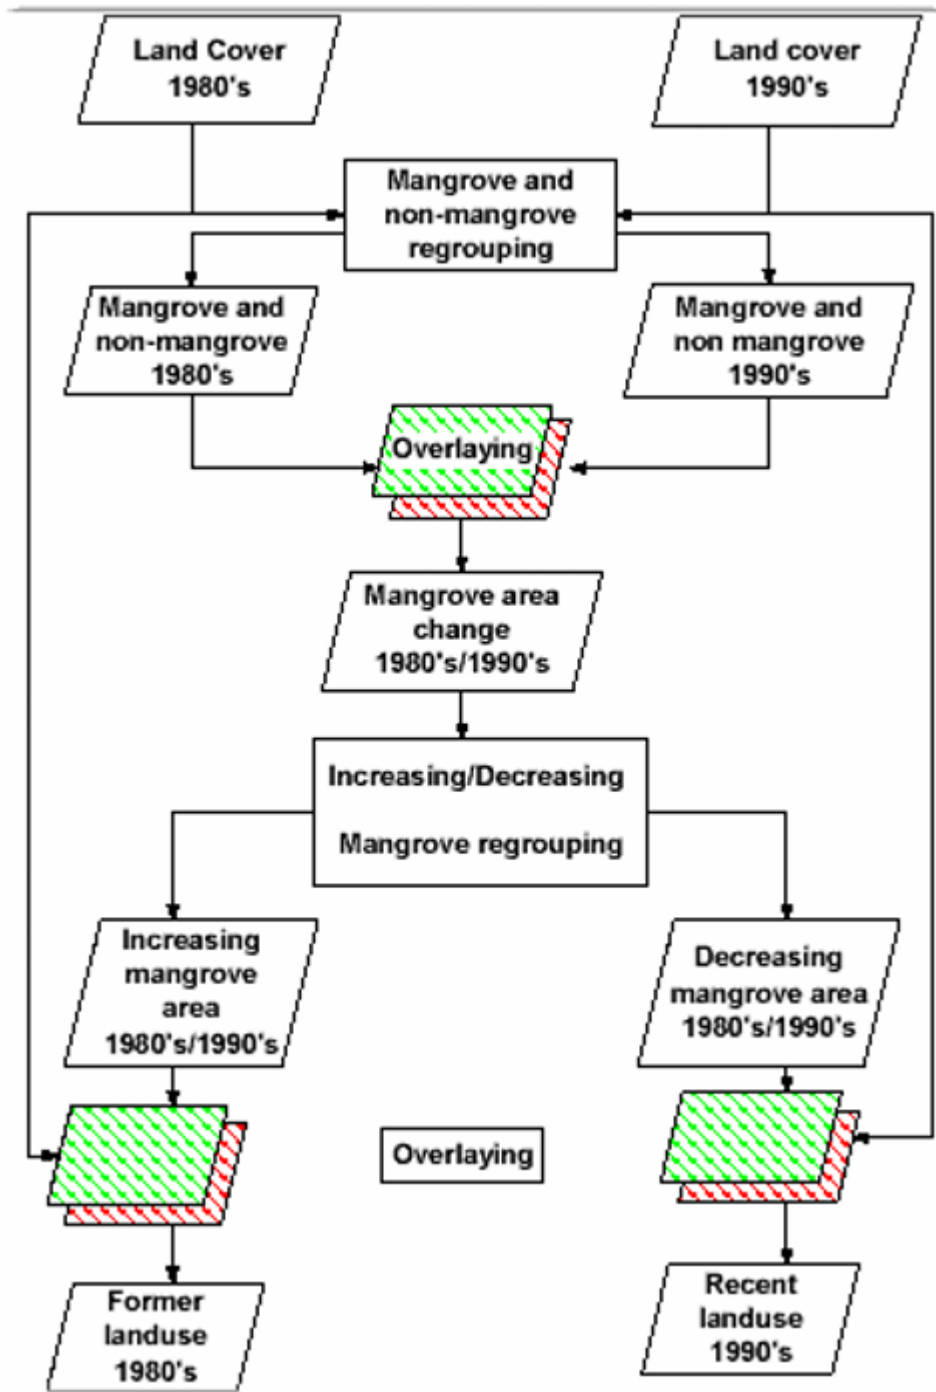 Land Cover
1980's
Land cover
1990's
Mangrove and
non-mangrove
regrouping
Mangrove and
non-mangrove
1980's
Mangrove and
non mangrove
1990's
Overlaying
Mangrove area
change
1980's/1990's
Increasing/Decreasing
Mangrove regrouping
Increasing
mangrove
area
1980's/1990's
Decreasing
mangrove area
1980's/1990's
Overlaying
Former
landuse
1980's
Recent
landuse
1990's